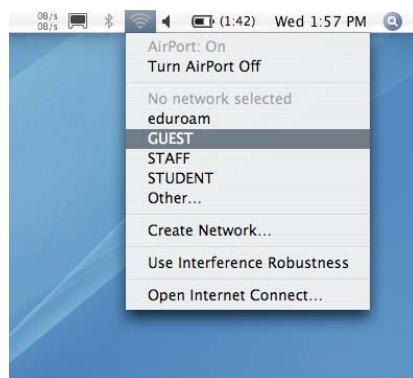 0B/s
0B/s
(1:42) Wed 1:57 PM
AirPort: On
Turn AirPort Off
No network selected
eduroam
GUEST
STAFF
STUDENT
Other...
Create Network...
Use Interference Robustness
Open Internet Connect...